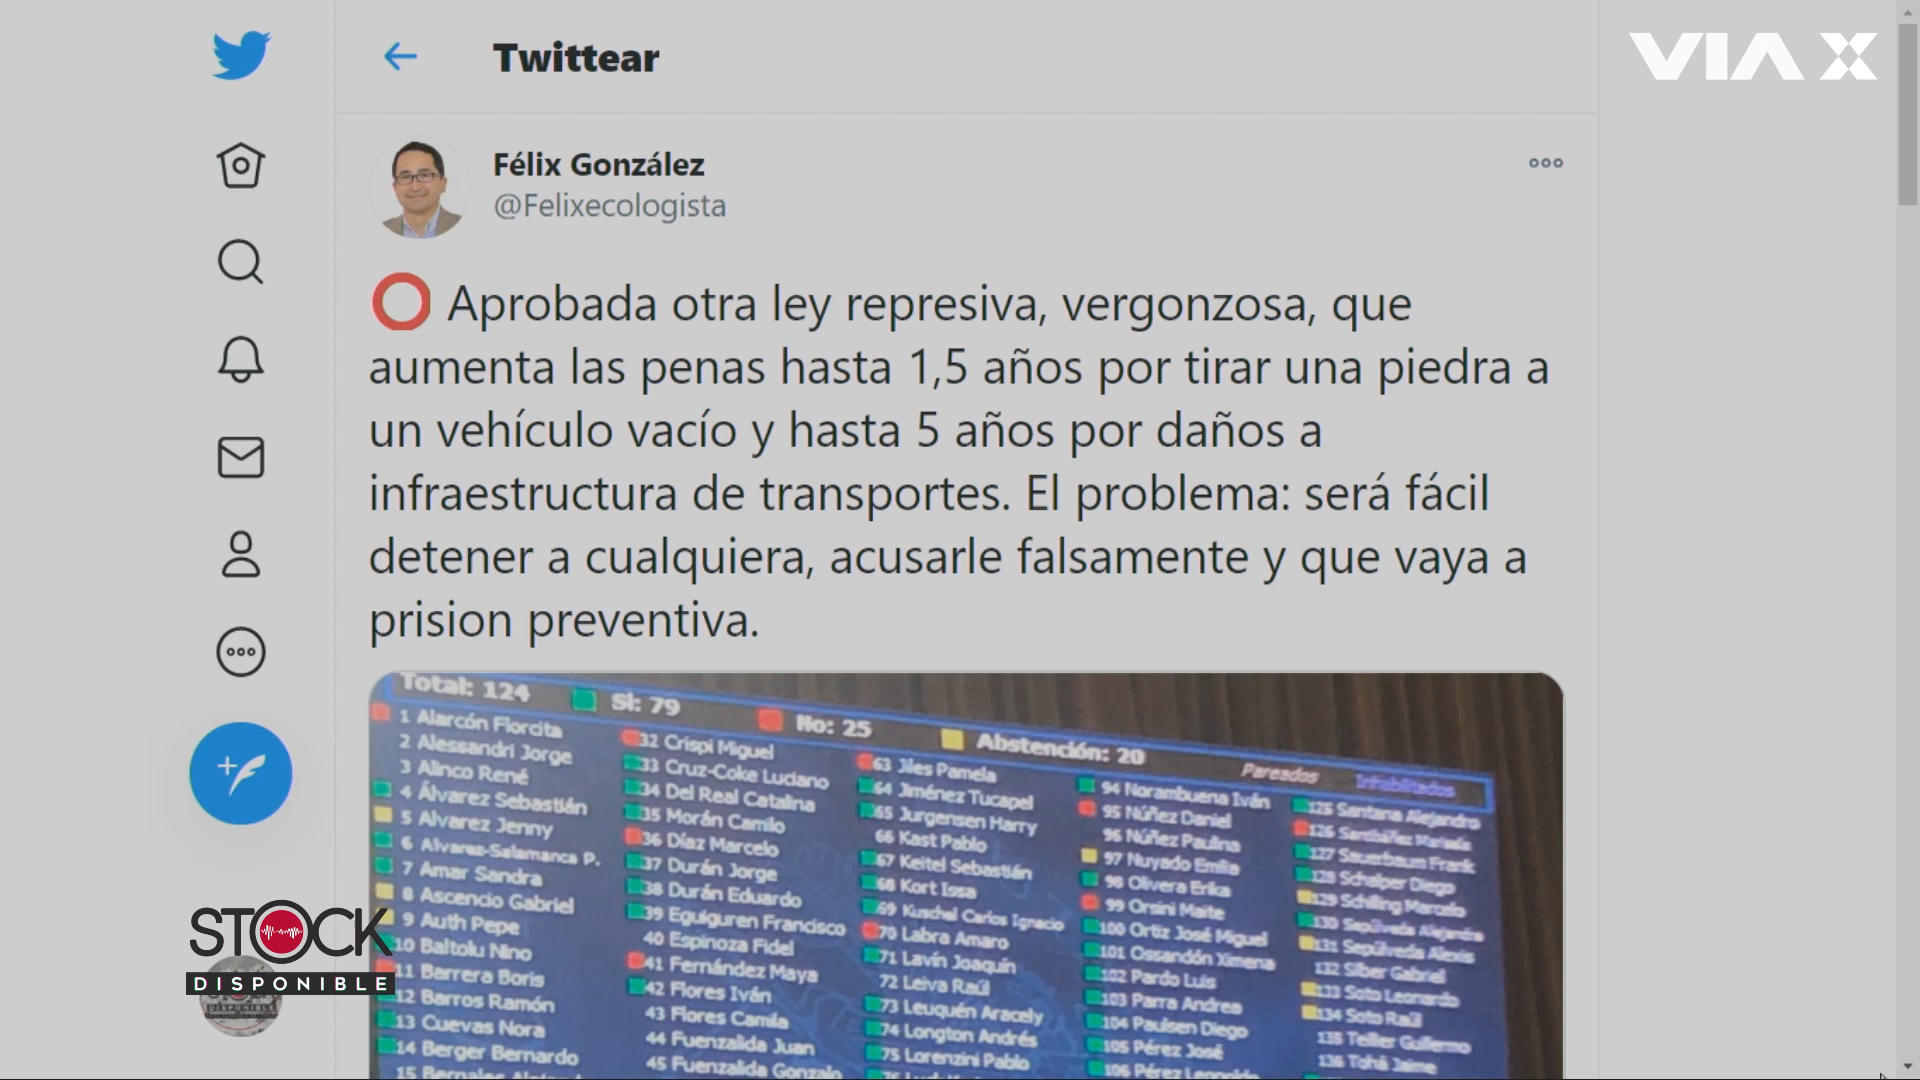 VIA X
Twittear
Félix González
@Felixecologista
Aprobada otra ley represiva, vergonzosa, que
aumenta las penas hasta 1,5 años por tirar una piedra a
un vehículo vacío y hasta 5 años por daños a
infraestructura de transportes. El problema: será fácil
detener a cualquiera, acusarle falsamente y que vaya a
prision preventiva.
Total: 124 Si: 79 No: 25 Abstención: 20 Pareados Inhabilitados
1 Alarcón Florcita
2 Alessandri Jorge
3 Alinco René
4 Álvarez Sebastián
5 Alvarez Jenny
6 Alvarez-Salamanca P.
7 Amar Sandra
8 Ascencio Gabriel
9 Auth Pepe
10 Baltolu Nino
11 Barrera Boris
12 Barros Ramón
13 Cuevas Nora
14 Berger Bernardo
32 Crispi Miguel
33 Cruz-Coke Luciano
34 Del Real Catalina
35 Morán Camilo
36 Díaz Marcelo
37 Durán Jorge
38 Durán Eduardo
39 Eguiguren Francisco
40 Espinoza Fidel
41 Fernández Maya
42 Flores Iván
43 Flores Camila
44 Fuenzalida Juan
45 Fuenzalida Gonzalo
63 Jiles Pamela
64 Jiménez Tucapel
65 Jurgensen Harry
66 Kast Pablo
67 Keitel Sebastián
68 Kort Issa
69 Kuschel Carlos Ignacio
70 Labra Amaro
71 Lavín Joaquín
72 Leiva Raúl
73 Leuquén Aracely
74 Longton Andrés
75 Lorenzini Pablo
94 Norambuena Iván
95 Núñez Daniel
96 Núñez Paulina
97 Nuyado Emilia
98 Olivera Erika
99 Orsini Maite
100 Ortiz José Miguel
101 Ossandón Ximena
102 Pardo Luis
103 Parra Andrea
104 Paulsen Diego
105 Pérez José
106 Pérez Leopoldo
125 Santana Alejandro
126 Santibáñez Marisela
127 Sauerbaum Frank
128 Schalper Diego
129 Schilling Marcelo
130 Sepúlveda Alejandra
131 Sepúlveda Alexis
132 Silber Gabriel
133 Soto Leonardo
134 Soto Raúl
135 Teillier Guillermo
136 Tohá Jaime
STOCK
DISPONIBLE